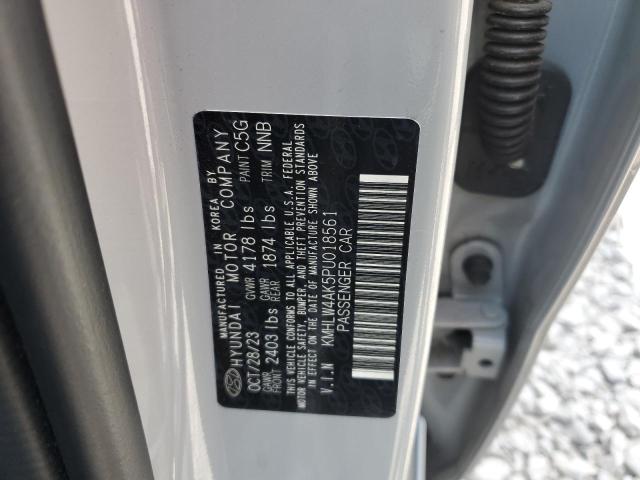 MANUFACTURED IN KOREA BY
HYUNDAI MOTOR COMPANY
OCT/28/23 GVWR 4178 lbs PAINT C5G
GAWR FRONT 2403 lbs GAWR REAR 1874 lbs TRIM NNB
THIS VEHICLE CONFORMS TO ALL APPLICABLE U.S.A. FEDERAL
MOTOR VEHICLE SAFETY, BUMPER, AND THEFT PREVENTION STANDARDS
IN EFFECT ON THE DATE OF MANUFACTURE SHOWN ABOVE
V.I.N KMHLW4AK5PU018561
PASSENGER CAR